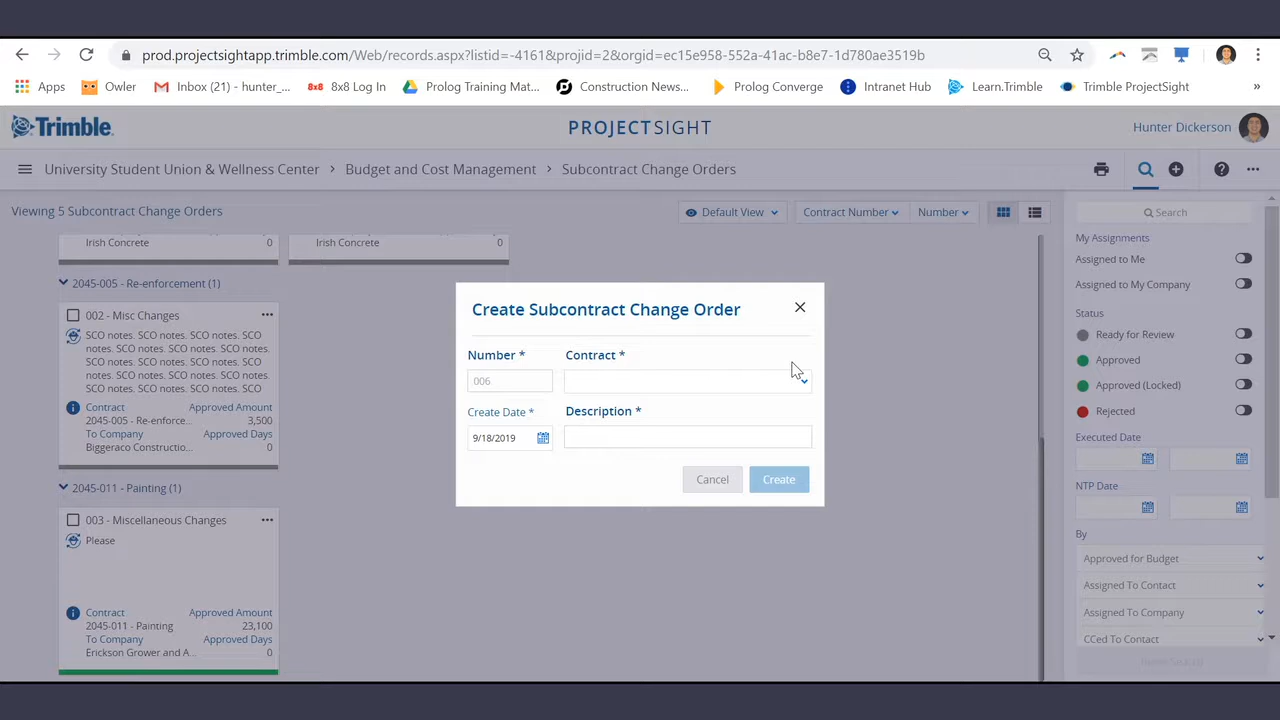 prod.projectsightapp.trimble.com/Web/records.aspx?listid=-4161&projid=2&orgid=ec15e958-552a-41ac-b8e7-1d780ae3519b
Apps Owler Inbox (21) - hunter_... 8x8 8x8 Log In Prolog Training Mat... Construction News... Prolog Converge Intranet Hub Learn.Trimble Trimble ProjectSight »
Trimble. PROJECTSIGHT Hunter Dickerson
University Student Union & Wellness Center > Budget and Cost Management > Subcontract Change Orders
Viewing 5 Subcontract Change Orders Default View Contract Number Number
Irish Concrete 0 Irish Concrete 0
2045-005 - Re-enforcement (1)
002 - Misc Changes
SCO notes. SCO notes. SCO
notes. SCO notes. SCO notes.
SCO notes. SCO notes. SCO
notes. SCO notes. SCO notes.
SCO notes. SCO notes. SCO
Contract Approved Amount
2045-005 - Re-enforce... 3,500
To Company Approved Days
Biggeraco Constructio... 0
2045-011 - Painting (1)
003 - Miscellaneous Changes
Please
Contract Approved Amount
2045-011 - Painting 23,100
To Company Approved Days
Erickson Grower and A... 0
Create Subcontract Change Order
Number * Contract *
006
Create Date * Description *
9/18/2019
Cancel Create
Search
My Assignments
Assigned to Me
Assigned to My Company
Status
Ready for Review
Approved
Approved (Locked)
Rejected
Executed Date
NTP Date
By
Approved for Budget
Assigned To Contact
Assigned To Company
CCed To Contact